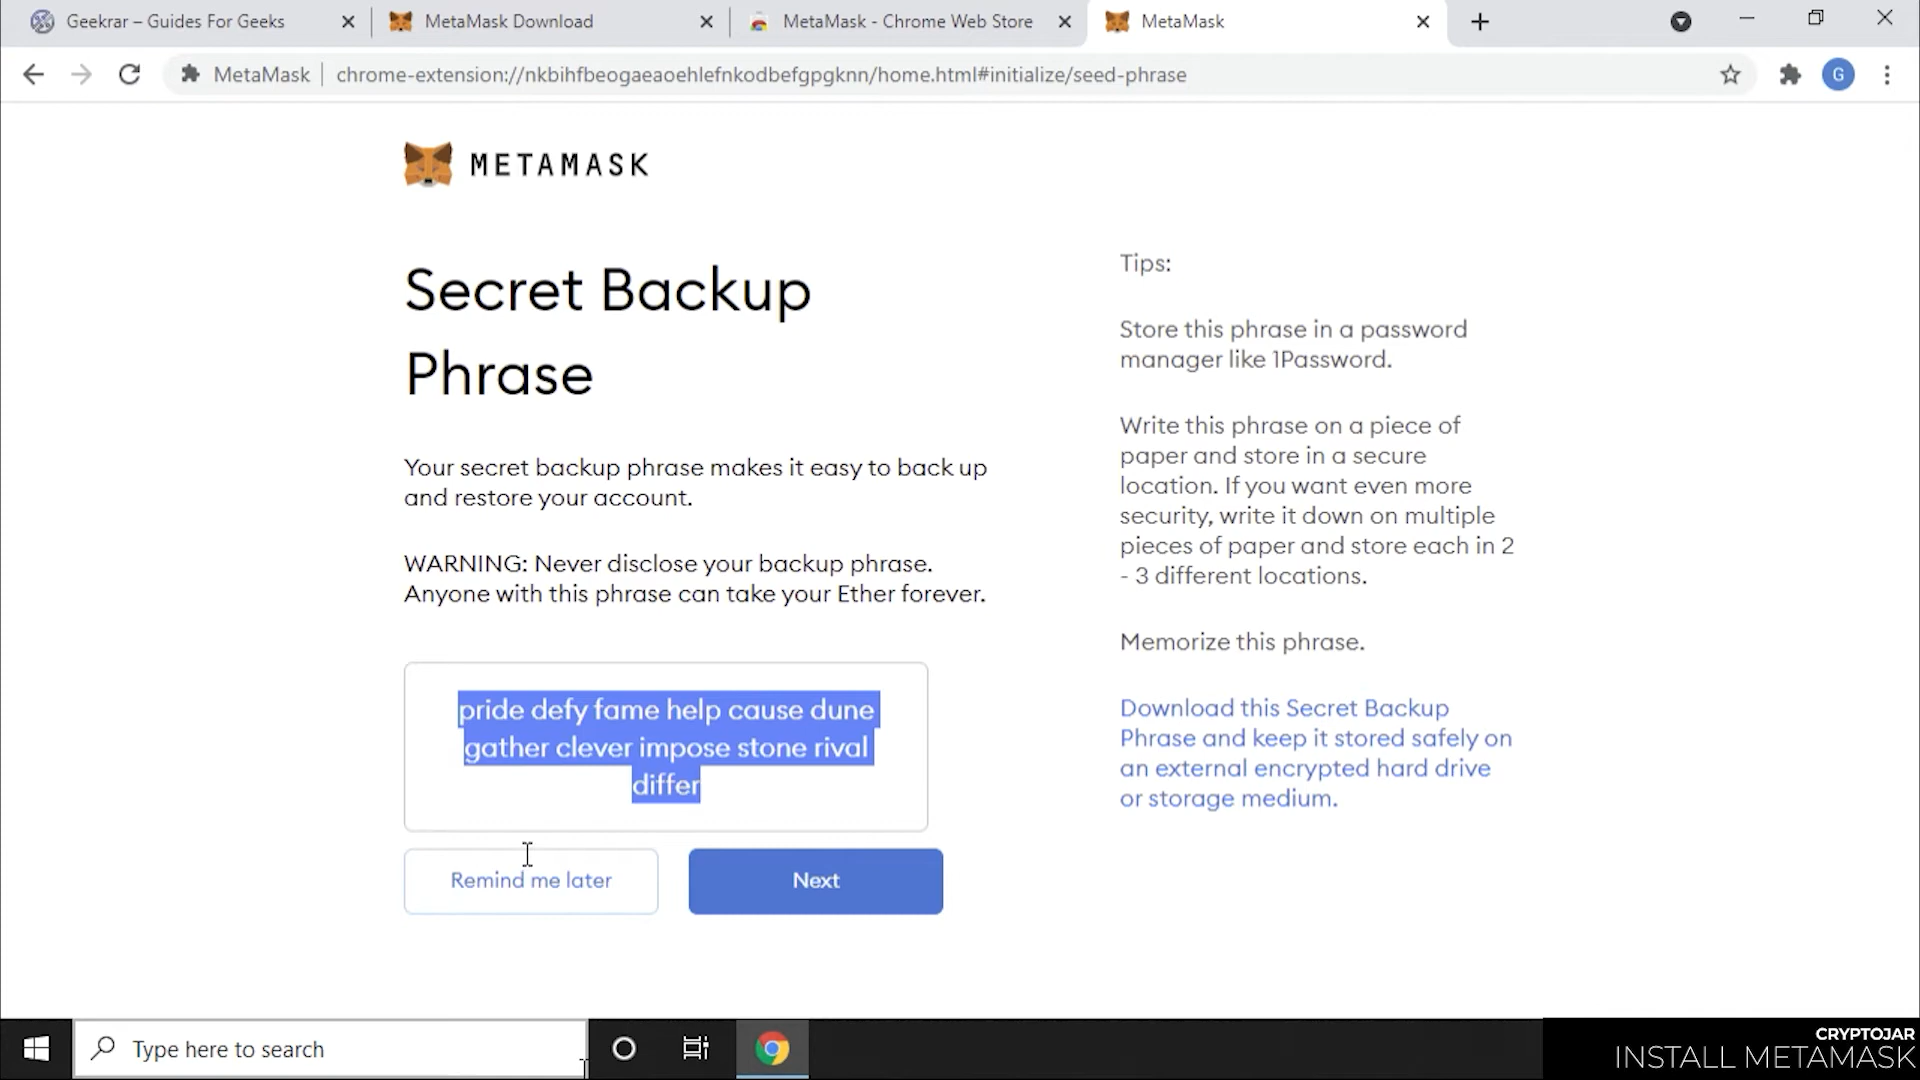 Geekrar – Guides For Geeks
MetaMask Download
MetaMask - Chrome Web Store
MetaMask
MetaMask
chrome-extension://nkbihfbeogaeaoehlefnkodbefgpgknn/home.html#initialize/seed-phrase
G
METAMASK
Secret Backup
Phrase
Your secret backup phrase makes it easy to back up
and restore your account.
WARNING: Never disclose your backup phrase.
Anyone with this phrase can take your Ether forever.
pride defy fame help cause dune
gather clever impose stone rival
differ
Remind me later
Next
Tips:
Store this phrase in a password
manager like 1Password.
Write this phrase on a piece of
paper and store in a secure
location. If you want even more
security, write it down on multiple
pieces of paper and store each in 2
- 3 different locations.
Memorize this phrase.
Download this Secret Backup
Phrase and keep it stored safely on
an external encrypted hard drive
or storage medium.
Type here to search
CRYPTOJAR
INSTALL METAMASK